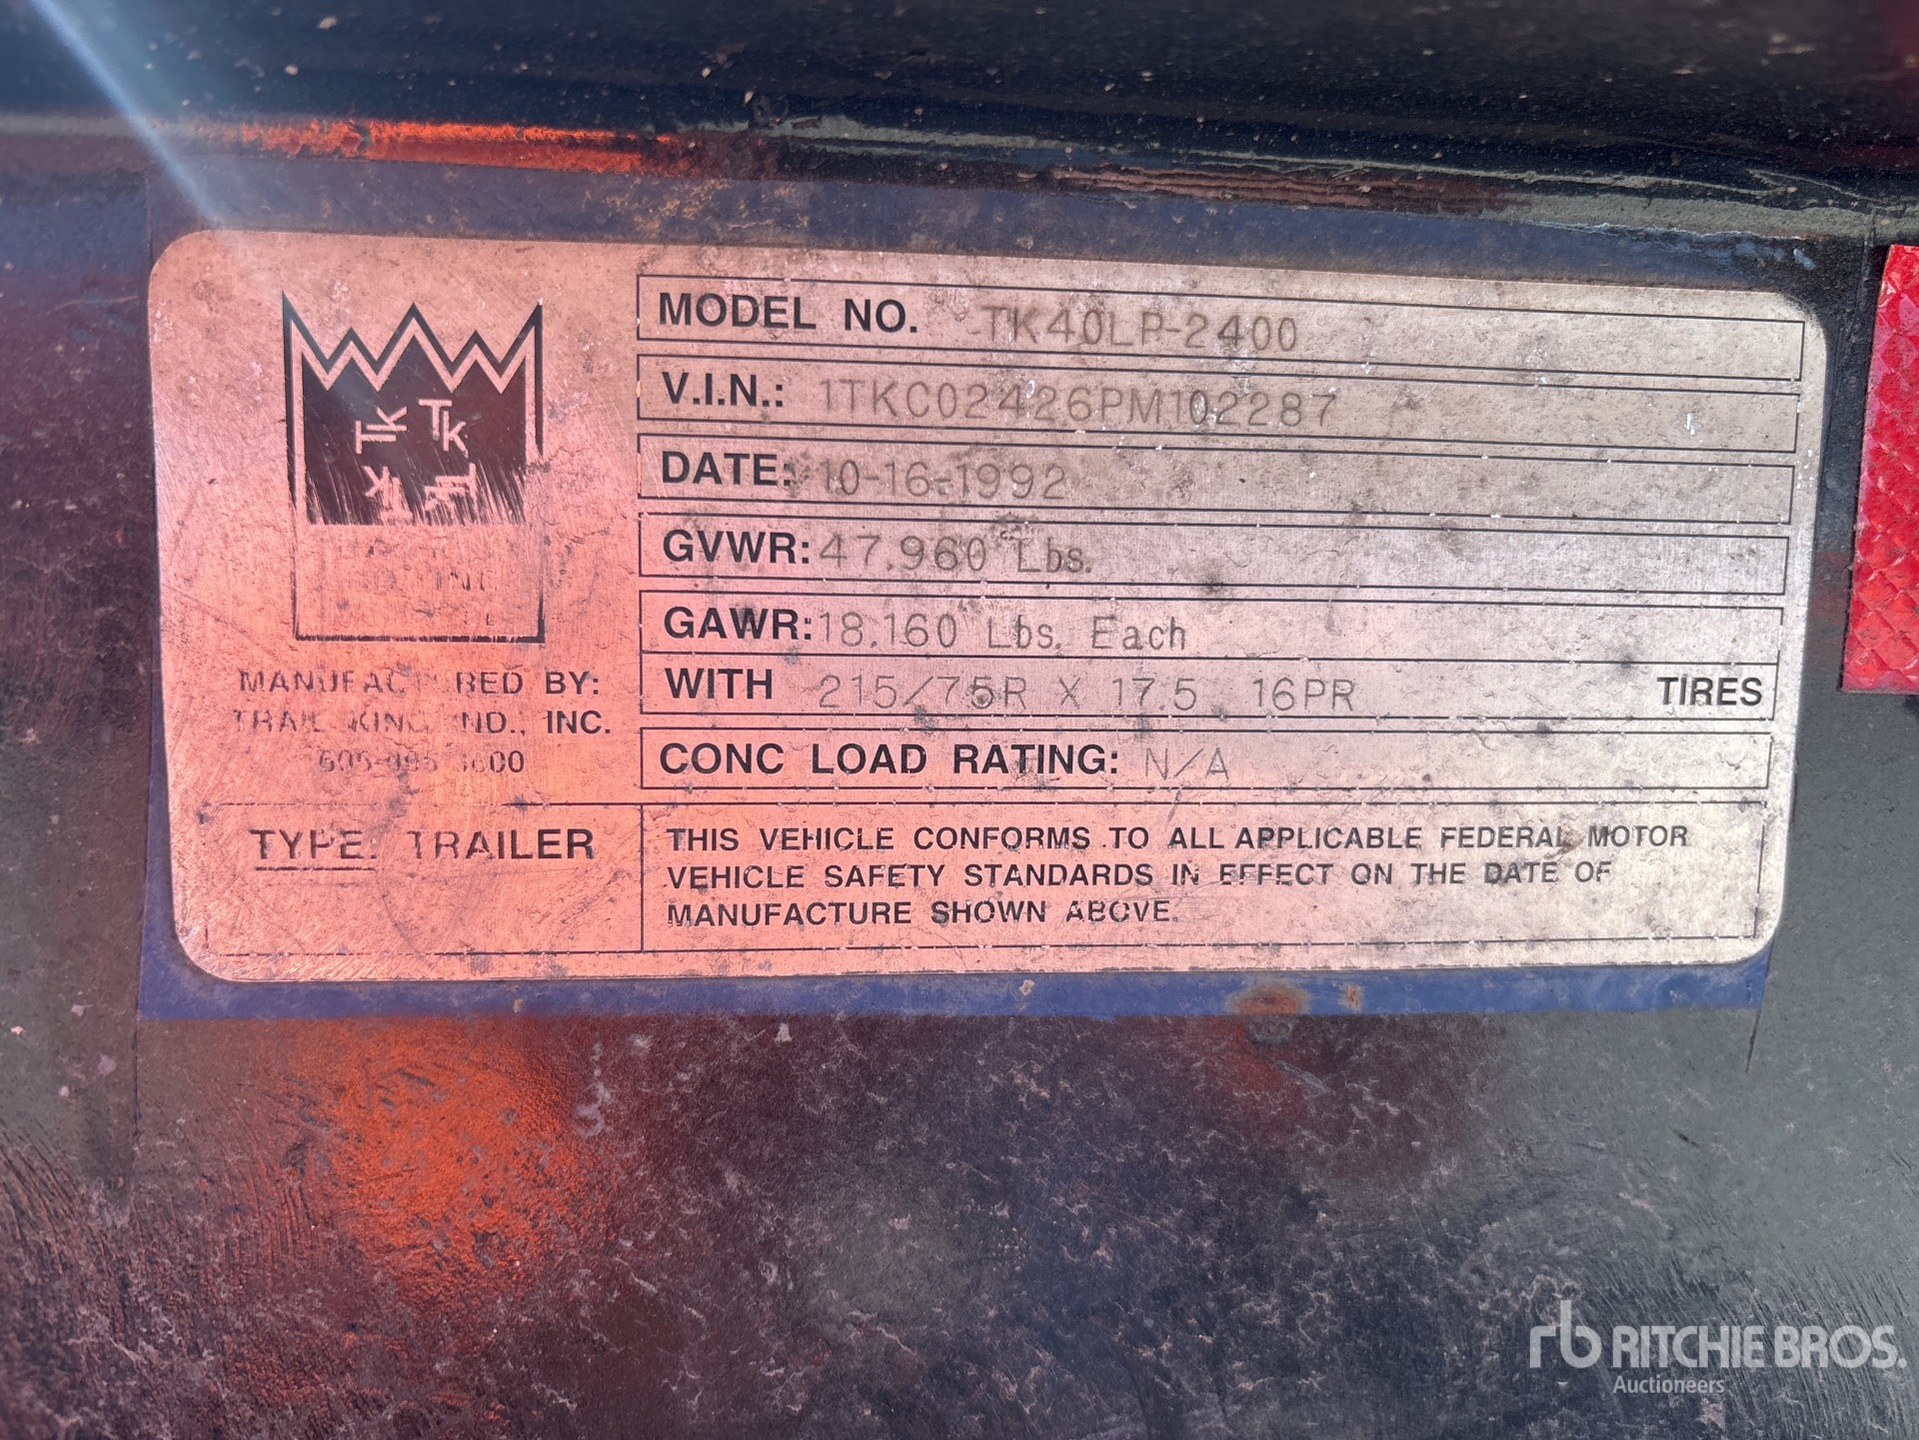 MODEL NO. TK40LP-2400
V.I.N.: 1TKC02426PM102287
DATE: 10-16-1992
GVWR: 47.960 Lbs.
GAWR: 18.160 Lbs. Each
WITH 215/75R X 17.5 16PR TIRES
CONC LOAD RATING: N/A
TK TK
MANUFACTURED BY:
TRAIL KING IND., INC.
TYPE: TRAILER
THIS VEHICLE CONFORMS TO ALL APPLICABLE FEDERAL MOTOR
VEHICLE SAFETY STANDARDS IN EFFECT ON THE DATE OF
MANUFACTURE SHOWN ABOVE.
rb RITCHIE BROS.
Auctioneers